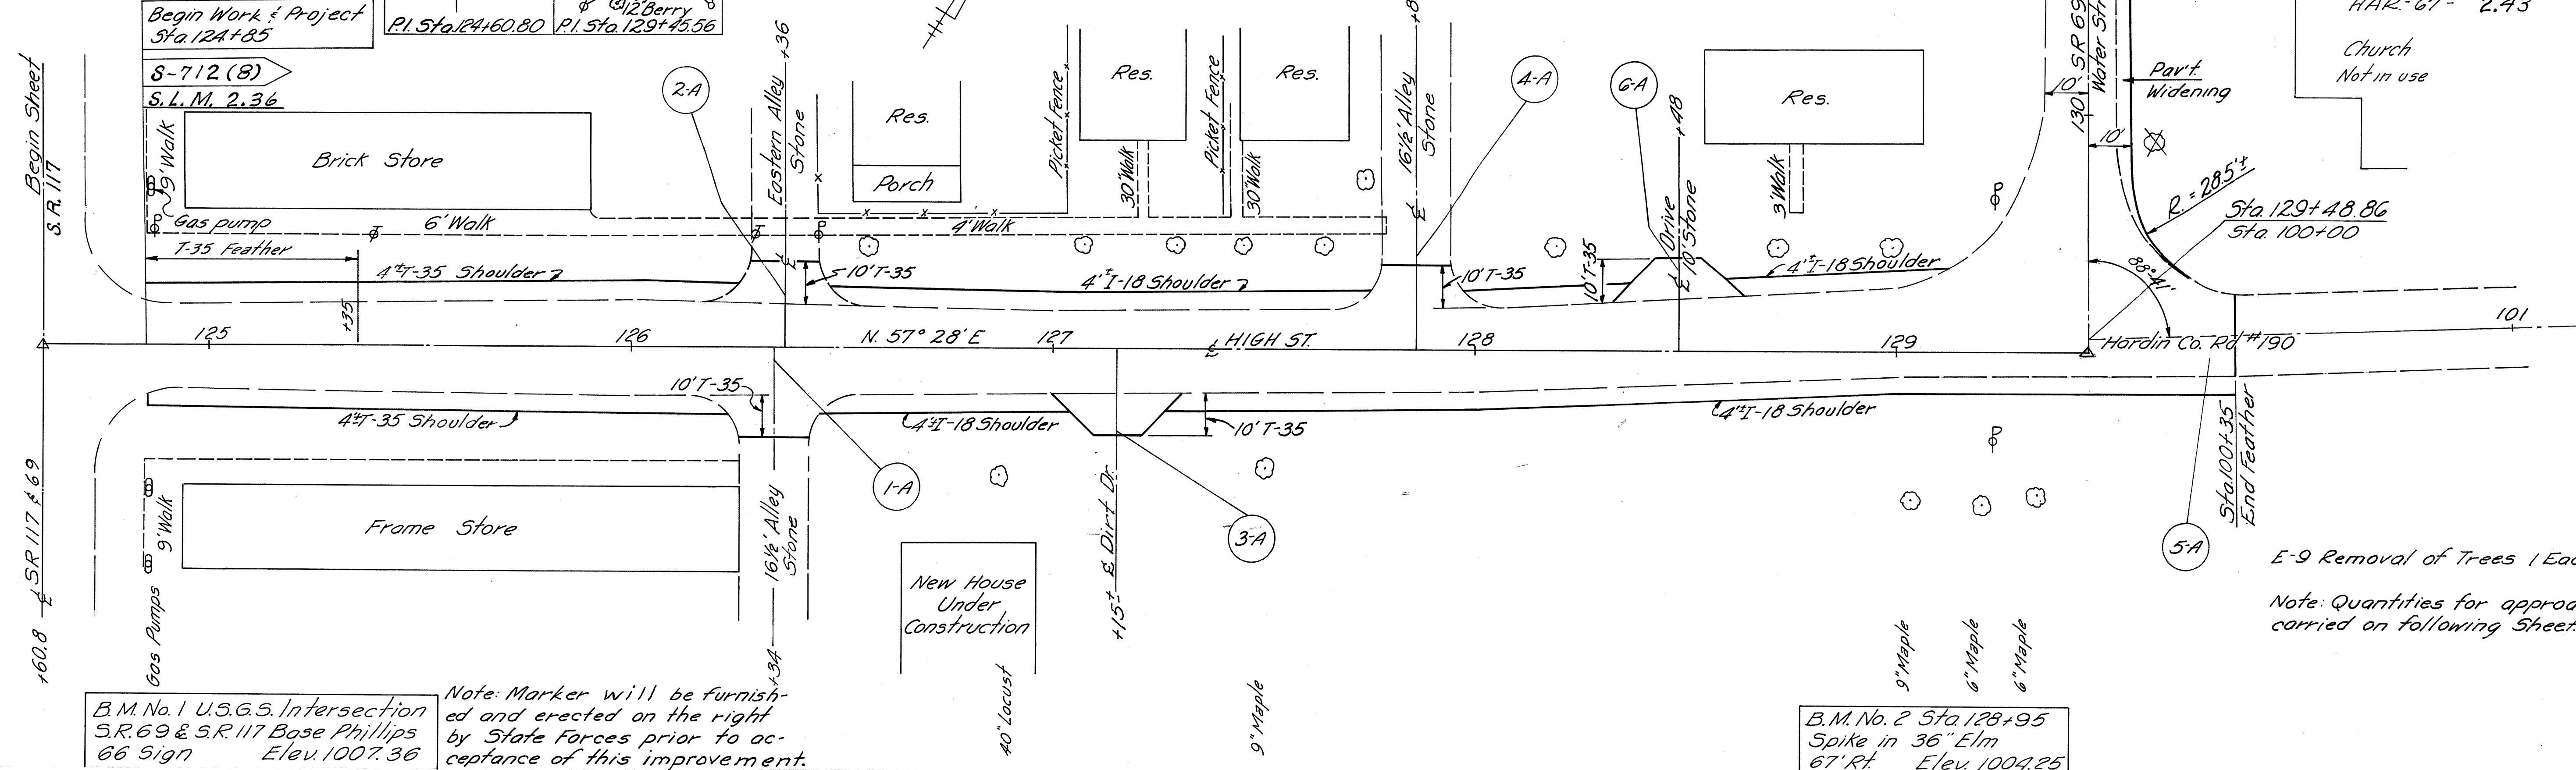 Begin Work & Project
Sta. 124+85
P.I. Sta. 124+60.80
12" Berry
P.I. Sta. 129+45.56
S-712 (8)
S.L.M. 2.36
Begin Sheet
S.R. 117
9' Walk
Brick Store
Gas pump
6' Walk
T-35 Feather
4'± T-35 Shoulder
+35
2-A
Eastern Alley
+36
Stone
10' T-35
Res.
Porch
Picket Fence
4' Walk
Res.
30" Walk
Picket Fence
Res.
30" Walk
4'± I-18 Shoulder
16½' Alley
Stone
4-A
10' T-35
6-A
+48
Drive
10' Stone
10' T-35
Res.
3' Walk
4'± I-18 Shoulder
10'
130
S.R. 69
10'
Pav't.
Widening
HAR.-67- 2.43
Church
Not in use
R. = 28.5'±
Sta. 129+48.86
Sta. 100+00
88°-41'
125
126
N. 57° 28' E
127
℄ HIGH ST.
128
129
Hardin Co. Rd #190
101
10' T-35
4'± T-35 Shoulder
4'± I-18 Shoulder
10' T-35
4'± I-18 Shoulder
℄ SR 117 & 69
+60.8
9' Walk
Gas Pumps
Frame Store
16½' Alley
Stone
+34
1-A
New House
Under
Construction
℄ Dirt Dr.
+15±
3-A
40" Locust
9" Maple
9" Maple
6" Maple
6" Maple
5-A
Sta. 100+35
End Feather
E-9 Removal of Trees 1 Eac
Note: Quantities for approa
carried on following Sheet.
B.M. No. 1 U.S.G.S. Intersection
S.R. 69 & S.R. 117 Base Phillips
66 Sign Elev. 1007.36
Note: Marker will be furnish-
ed and erected on the right
by State Forces prior to ac-
ceptance of this improvement.
B.M. No. 2 Sta. 128+95
Spike in 36" Elm
67' Rt. Elev. 1004.25